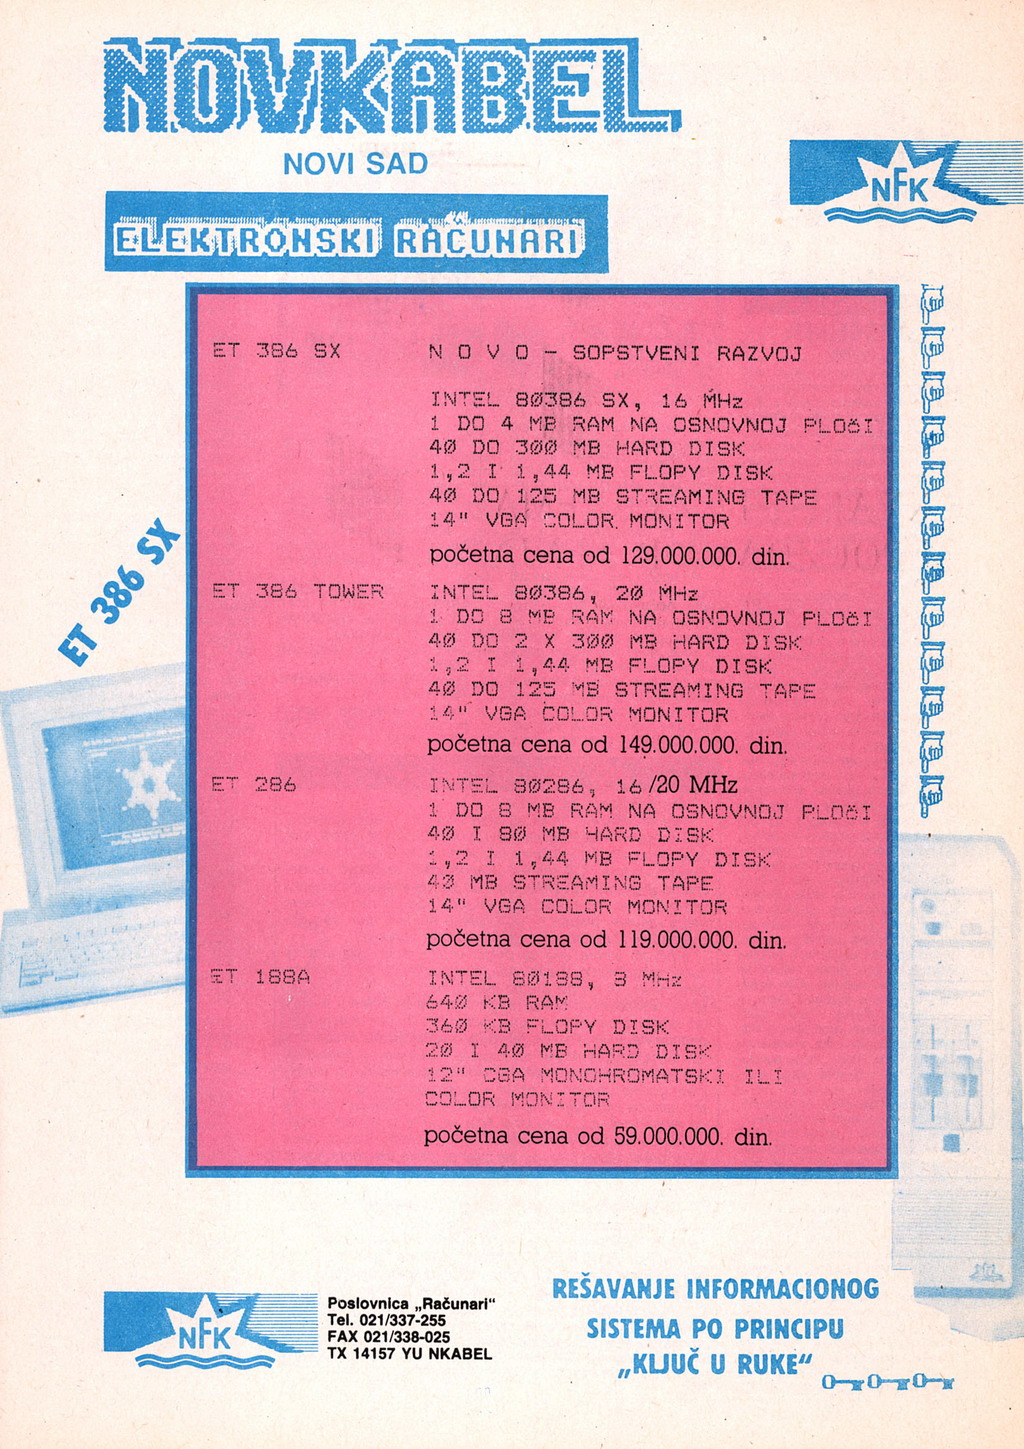 NOVKABEL
NOVI SAD
NFK
ELEKTRONSKI RAČUNARI
ET 386 SX N O V O - SOPSTVENI RAZVOJ
INTEL 80386 SX, 16 MHz
1 DO 4 MB RAM NA OSNOVNOJ PLOčI
40 DO 300 MB HARD DISK
1,2 I 1,44 MB FLOPY DISK
40 DO 125 MB STREAMING TAPE
14" VGA COLOR MONITOR
početna cena od 129.000.000. din.
ET 386 SX
ET 386 TOWER INTEL 80386, 20 MHz
1 DO 8 MB RAM NA OSNOVNOJ PLOčI
40 DO 2 X 300 MB HARD DISK
1,2 I 1,44 MB FLOPY DISK
40 DO 125 MB STREAMING TAPE
14" VGA COLOR MONITOR
početna cena od 149.000.000. din.
ET 286 INTEL 80286, 16/20 MHz
1 DO 8 MB RAM NA OSNOVNOJ PLOčI
40 I 80 MB HARD DISK
1,2 I 1,44 MB FLOPY DISK
40 MB STREAMING TAPE
14" VGA COLOR MONITOR
početna cena od 119.000.000. din.
ET 188A INTEL 80188, 8 MHz
640 KB RAM
360 KB FLOPY DISK
20 I 40 MB HARD DISK
12" CGA MONOHROMATSKI ILI
COLOR MONITOR
početna cena od 59.000.000. din.
NFK
Poslovnica „Računari"
Tel. 021/337-255
FAX 021/338-025
TX 14157 YU NKABEL
REŠAVANJE INFORMACIONOG
SISTEMA PO PRINCIPU
„KLJUČ U RUKE"